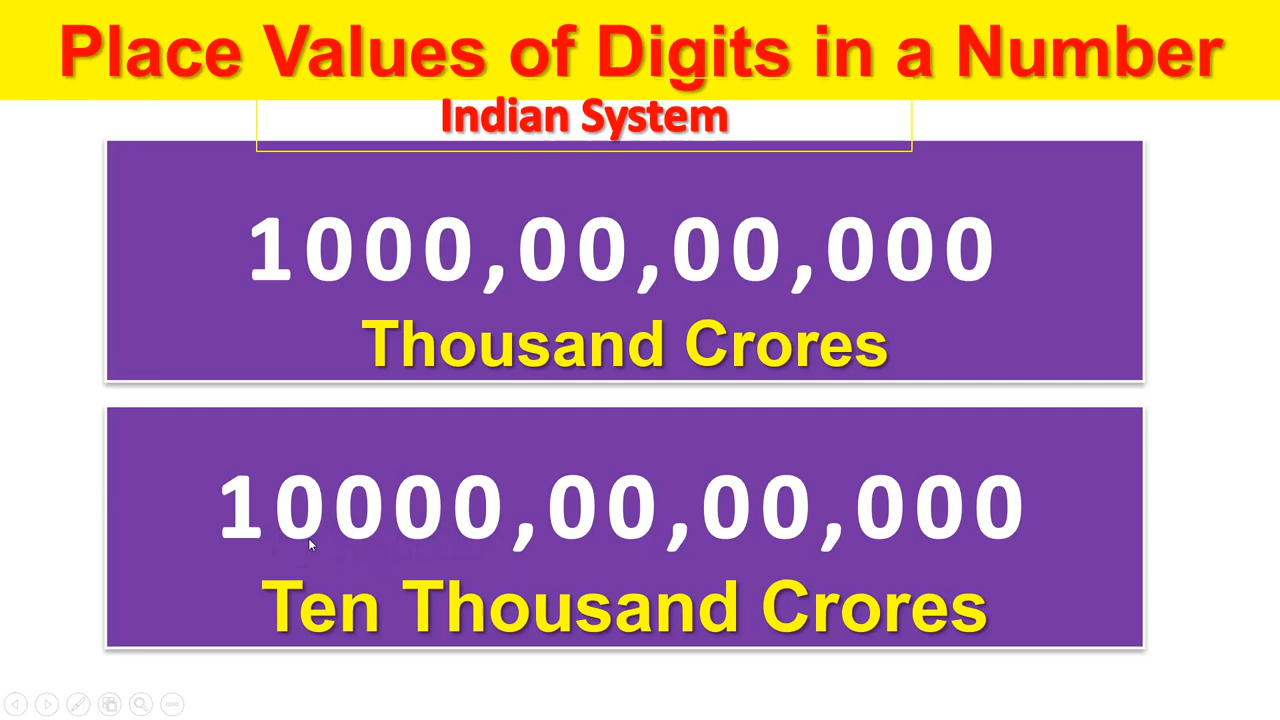 Place Values of Digits in a Number
Indian System
1000,00,00,000
Thousand Crores
10000,00,00,000
Ten Thousand Crores